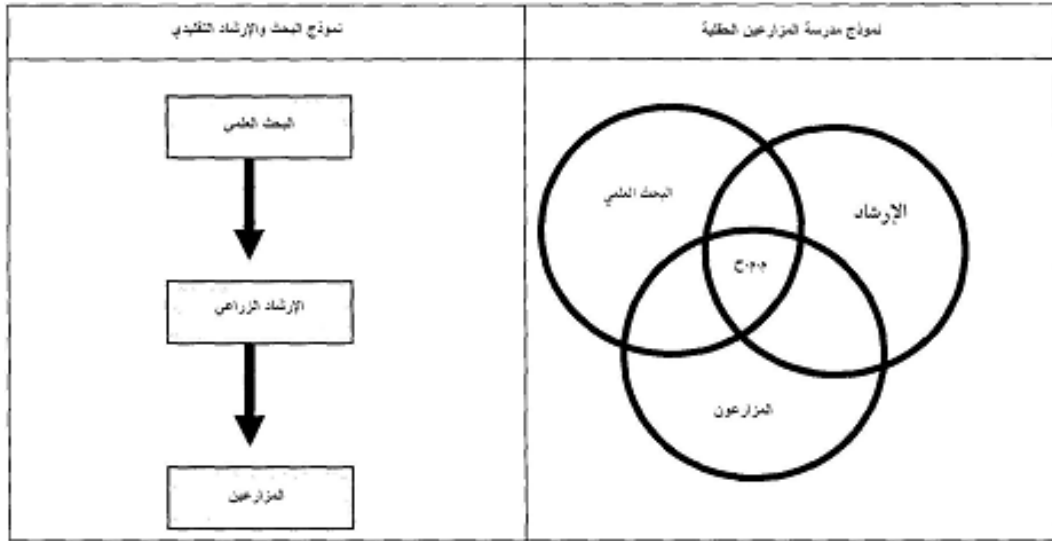 نموذج مدرسة المزارعين الحقلية
نموذج البحث والإرشاد التقليدي
البحث العلمي
الإرشاد
م.م.ح
المزارعون
البحث العلمي
الإرشاد الزراعي
المزارعين